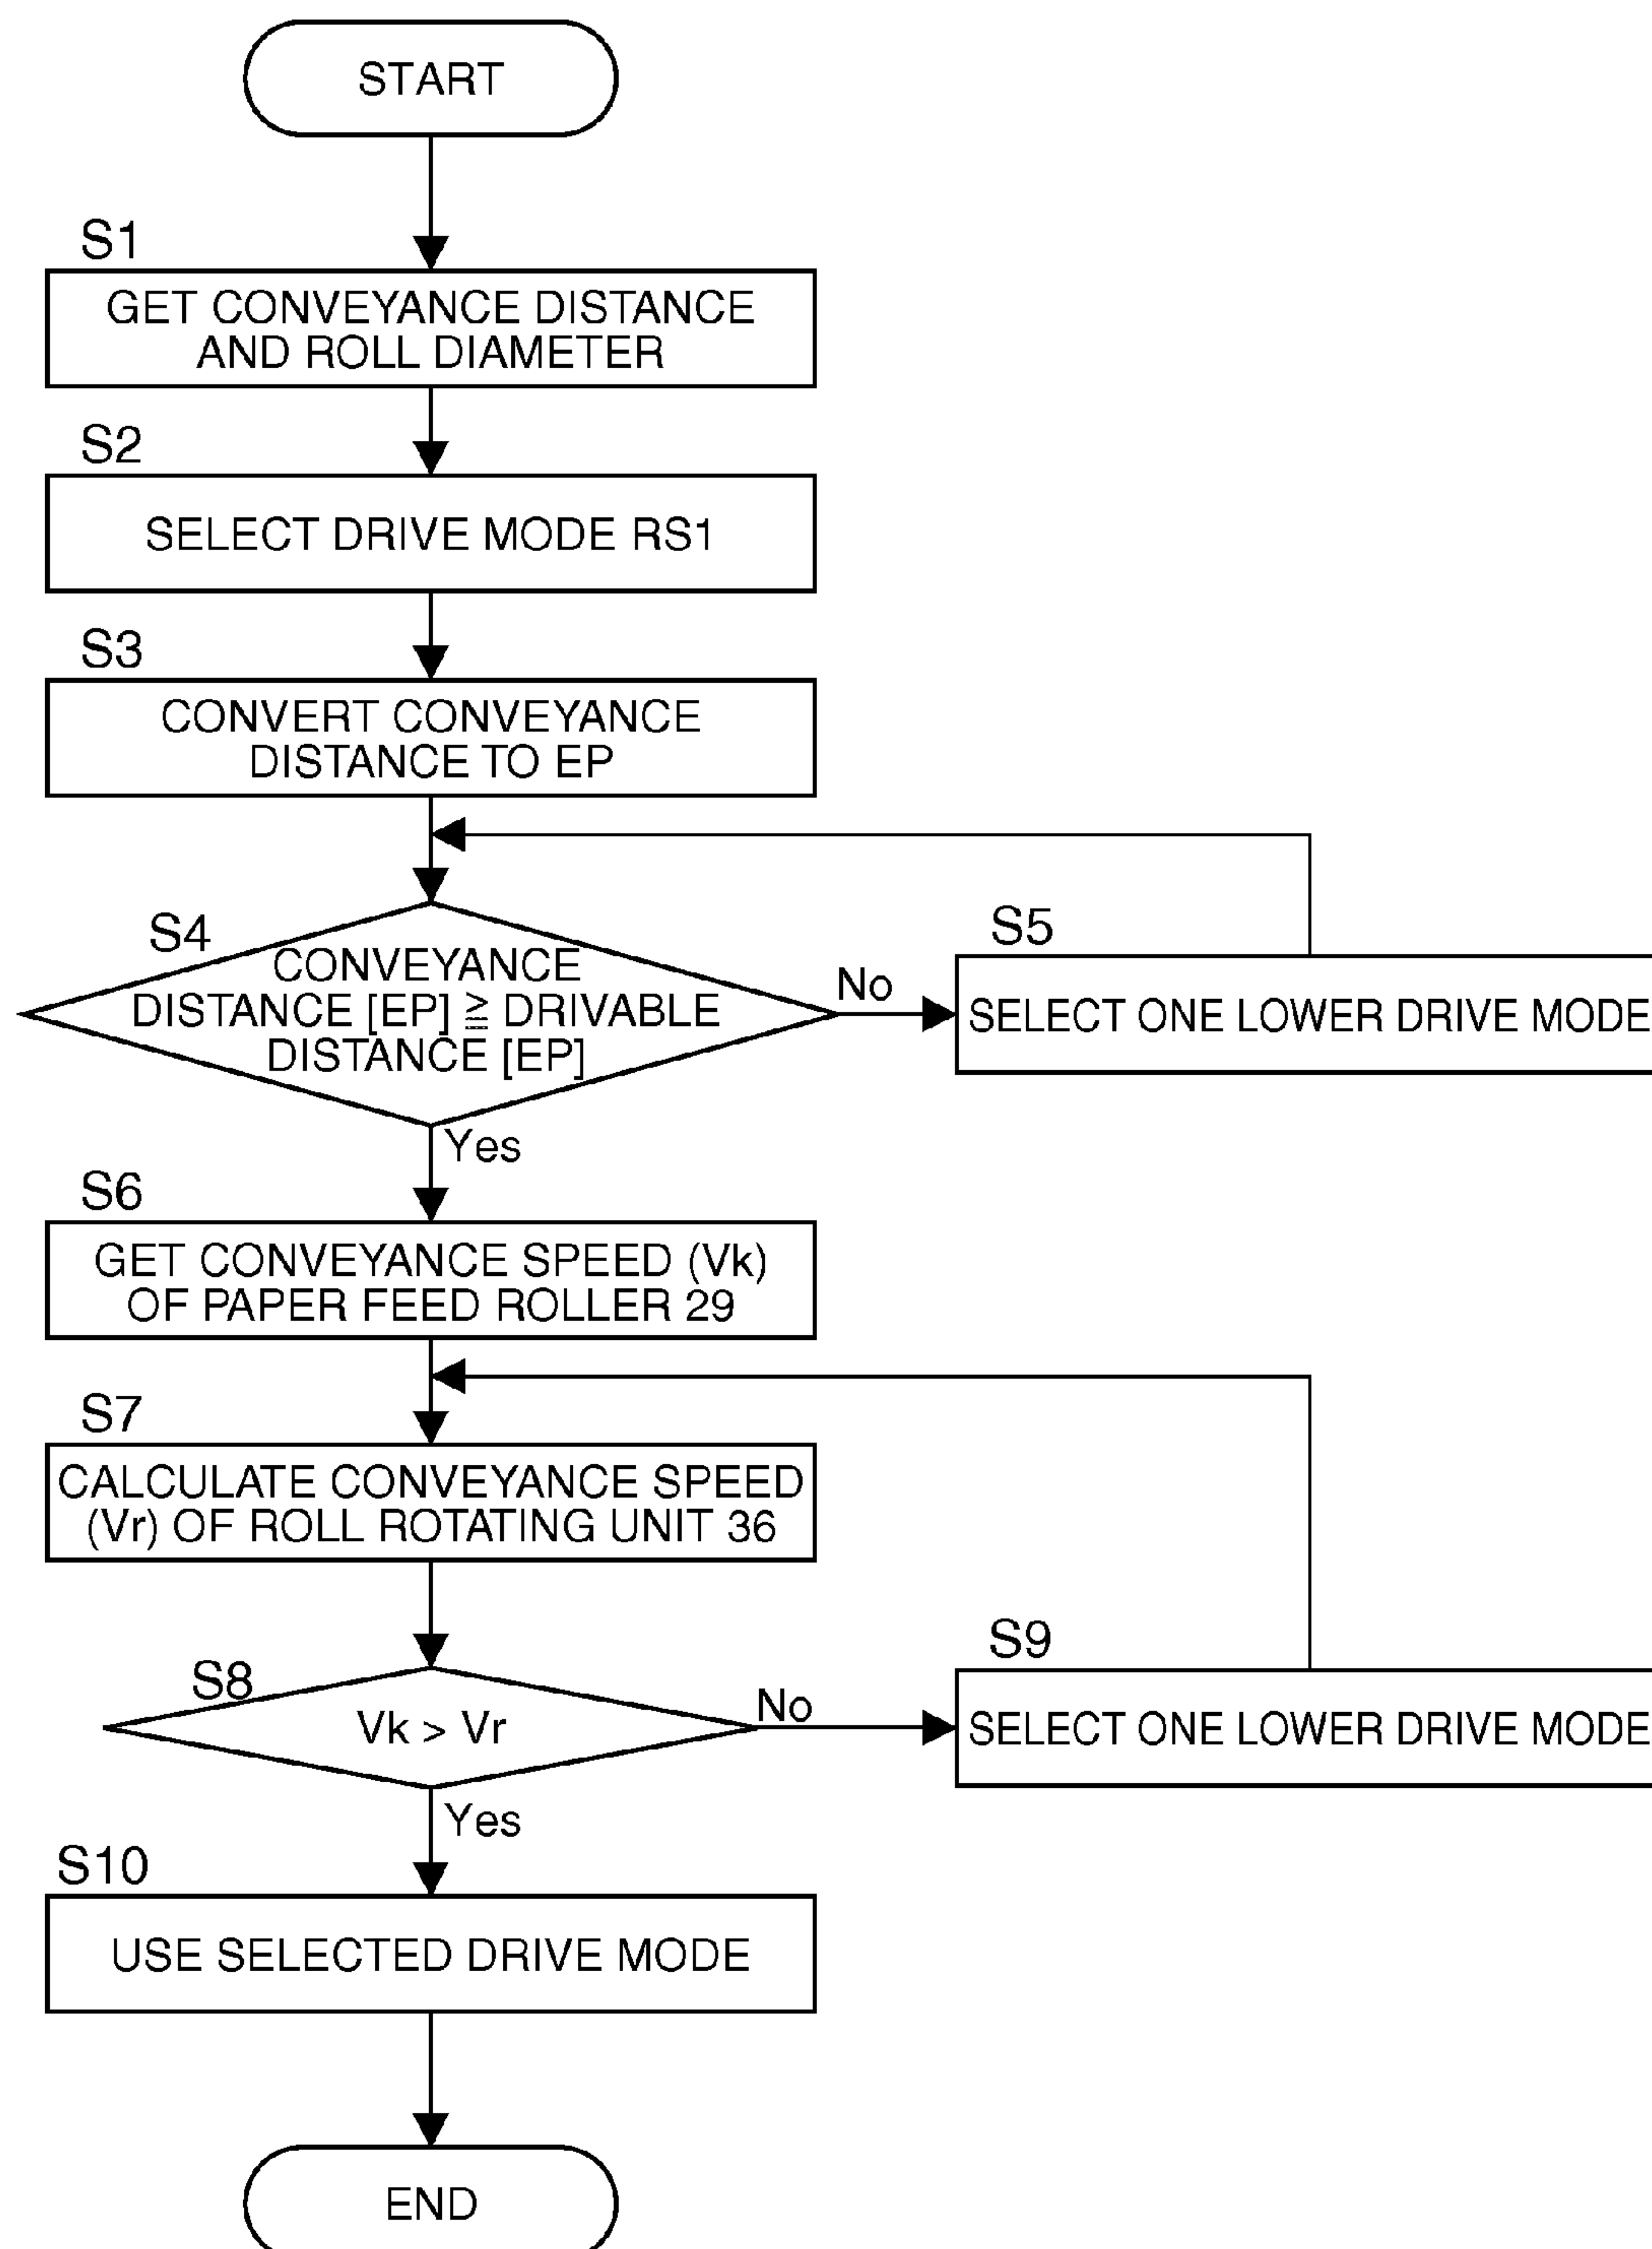 START
S1
GET CONVEYANCE DISTANCE
AND ROLL DIAMETER
S2
SELECT DRIVE MODE RS1
S3
CONVERT CONVEYANCE
DISTANCE TO EP
S4
CONVEYANCE
DISTANCE [EP] ≧ DRIVABLE
DISTANCE [EP]
No
S5
SELECT ONE LOWER DRIVE MODE
Yes
S6
GET CONVEYANCE SPEED (Vk)
OF PAPER FEED ROLLER 29
S7
CALCULATE CONVEYANCE SPEED
(Vr) OF ROLL ROTATING UNIT 36
S8
Vk > Vr
No
S9
SELECT ONE LOWER DRIVE MODE
Yes
S10
USE SELECTED DRIVE MODE
END